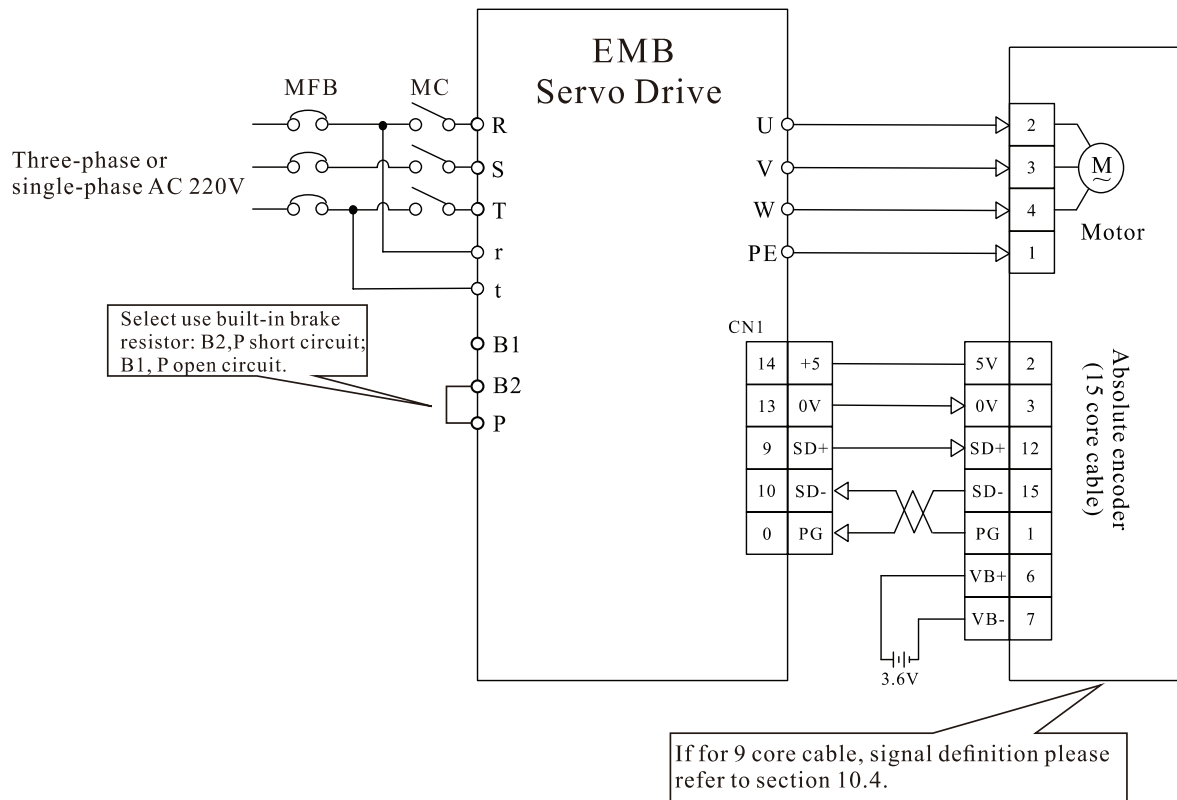 EMB
Servo Drive
MFB
MC
Three-phase or
single-phase AC 220V
R
S
T
r
t
B1
B2
P
Select use built-in brake
resistor: B2,P short circuit;
B1, P open circuit.
U
V
W
PE
2
3
4
1
M
~
Motor
CN1
14 +5
13 0V
9 SD+
10 SD-
0 PG
5V 2
0V 3
SD+ 12
SD- 15
PG 1
VB+ 6
VB- 7
3.6V
Absolute encoder
(15 core cable)
If for 9 core cable, signal definition please
refer to section 10.4.